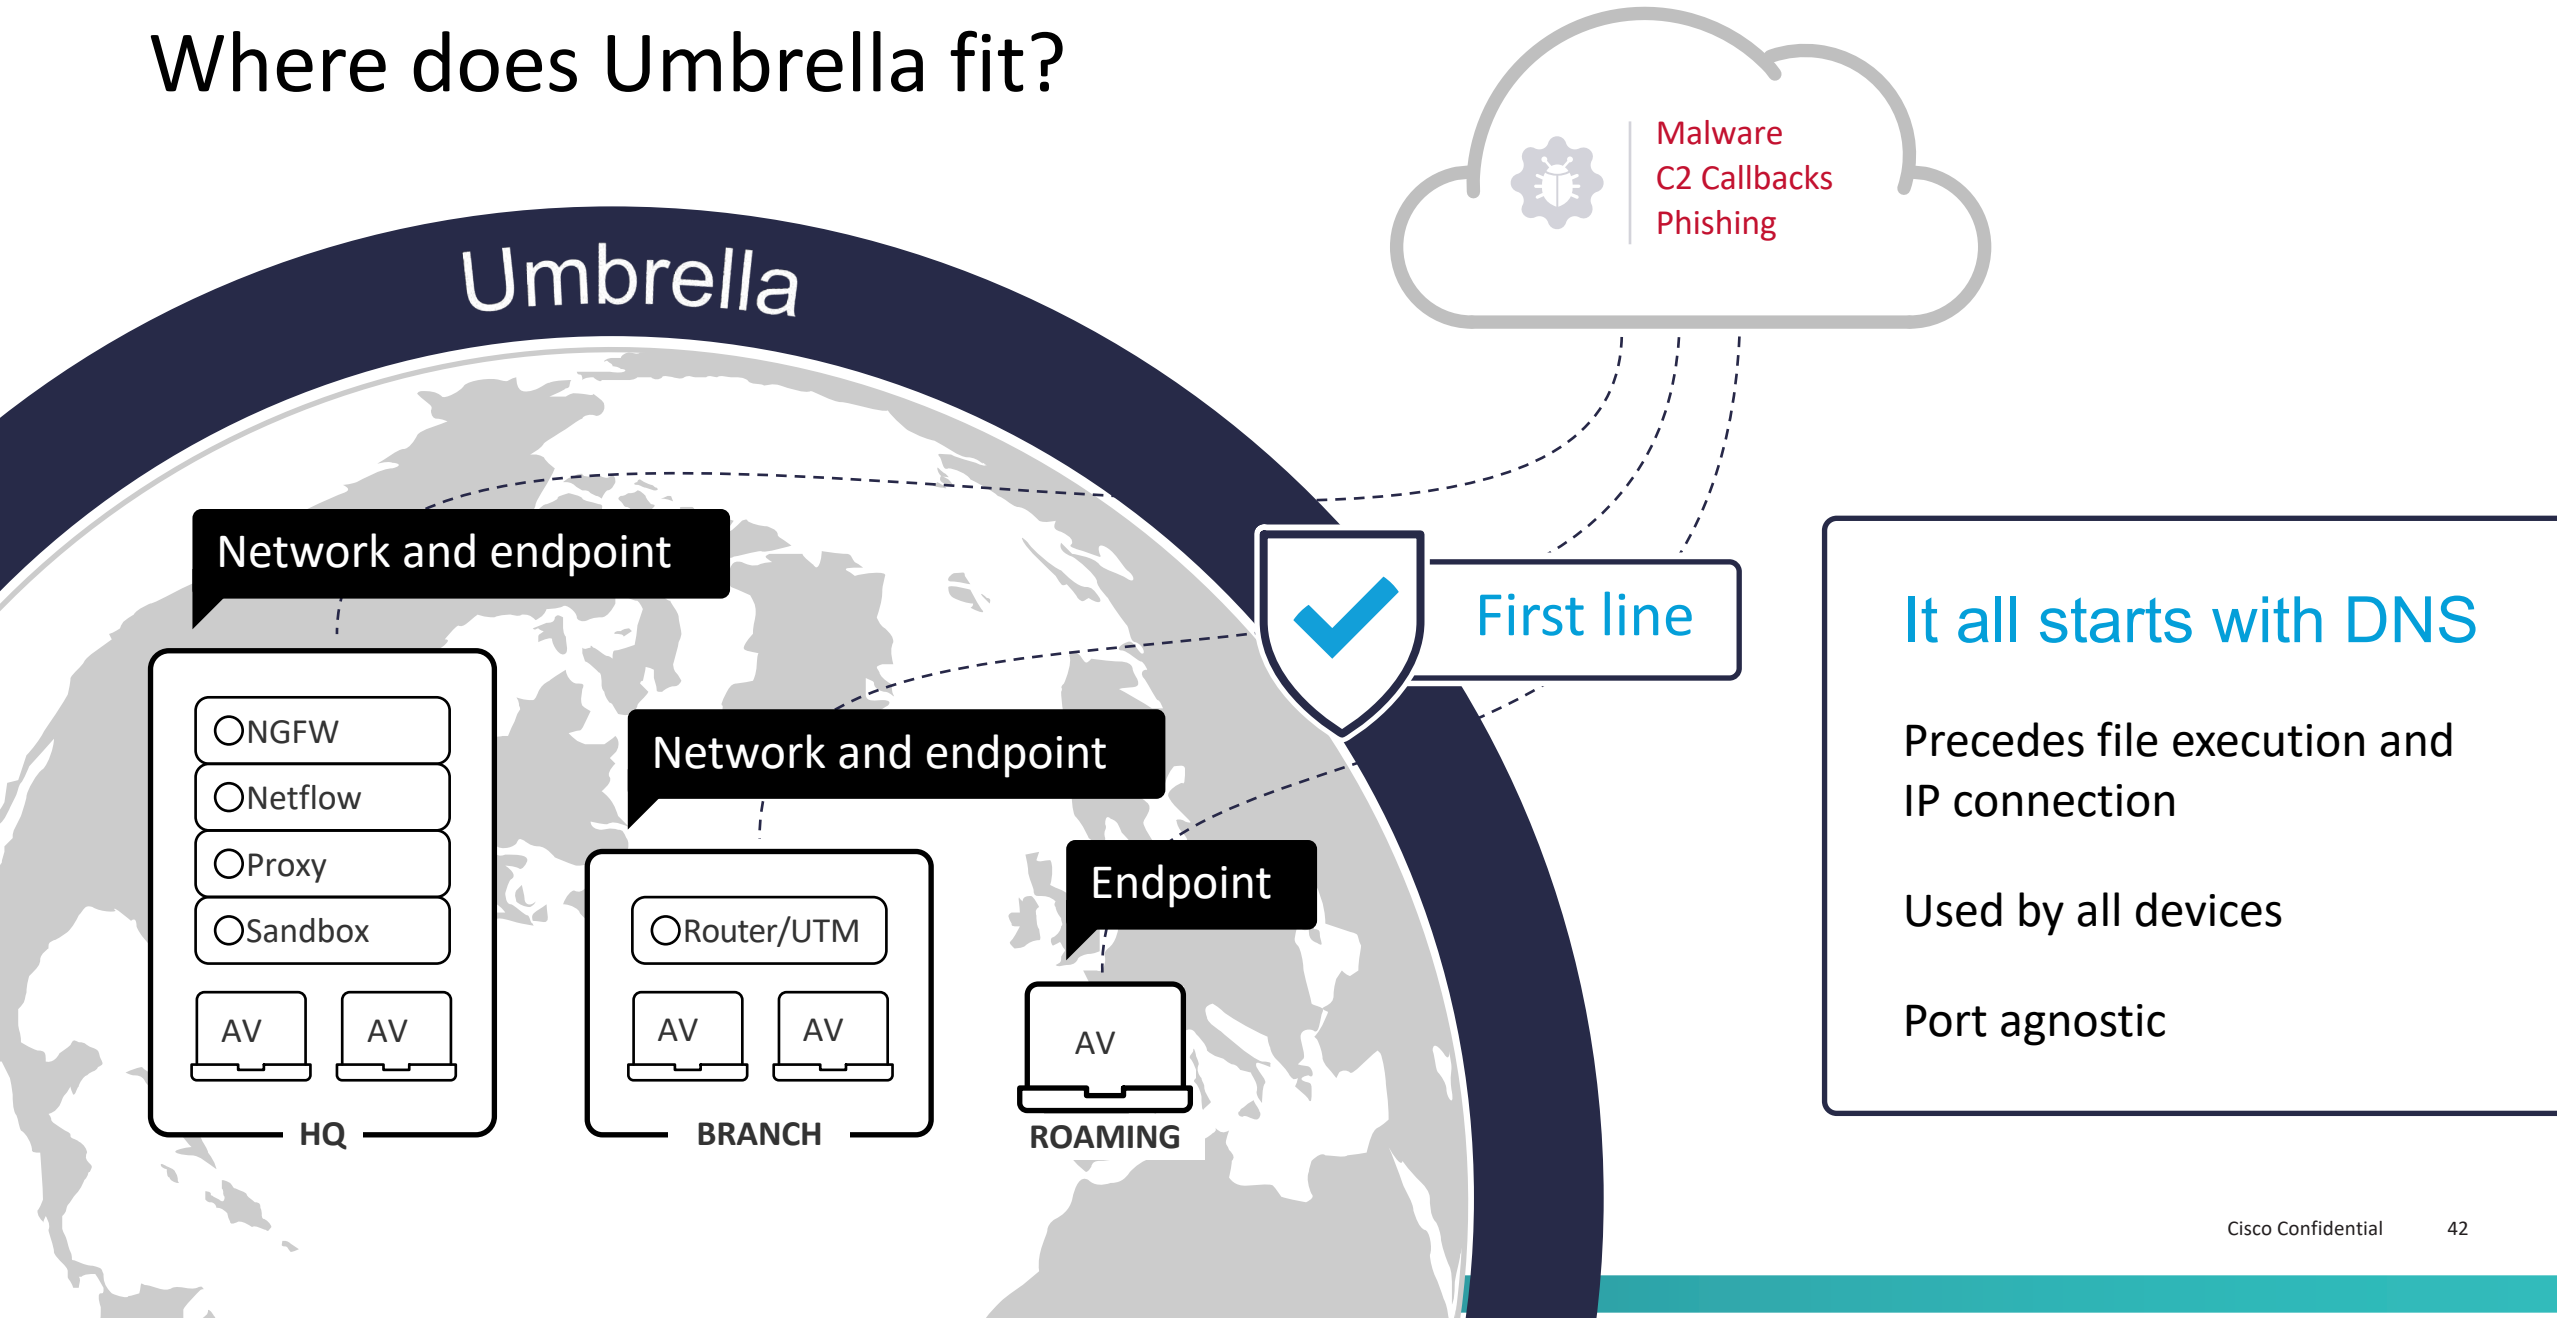 Where does Umbrella fit?
Malware
C2 Callbacks
Phishing
Umbrella
Network and endpoint
NGFW
Netflow
Proxy
Sandbox
AV
AV
HQ
Network and endpoint
Router/UTM
AV
AV
BRANCH
Endpoint
AV
ROAMING
First line
It all starts with DNS
Precedes file execution and
IP connection
Used by all devices
Port agnostic
Cisco Confidential 42